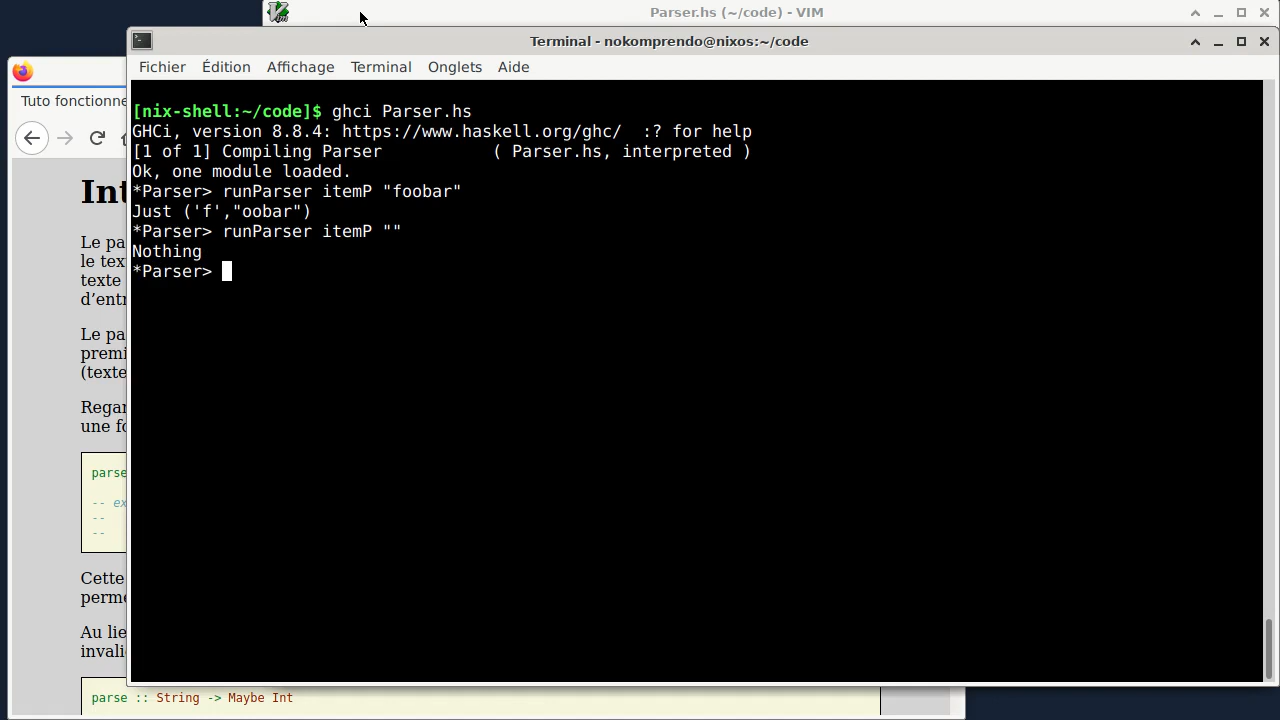 Parser.hs (~/code) - VIM
Terminal - nokomprendo@nixos:~/code
Fichier Édition Affichage Terminal Onglets Aide
[nix-shell:~/code]$ ghci Parser.hs
GHCi, version 8.8.4: https://www.haskell.org/ghc/  :? for help
[1 of 1] Compiling Parser           ( Parser.hs, interpreted )
Ok, one module loaded.
*Parser> runParser itemP "foobar"
Just ('f',"oobar")
*Parser> runParser itemP ""
Nothing
*Parser>
Tuto fonctionne
Int
Le pa
le tex
texte
d’entr
Le pa
premi
(texte
Regar
une fo
parse
-- ex
--
--
Cette
perme
Au lie
invali
parse :: String -> Maybe Int